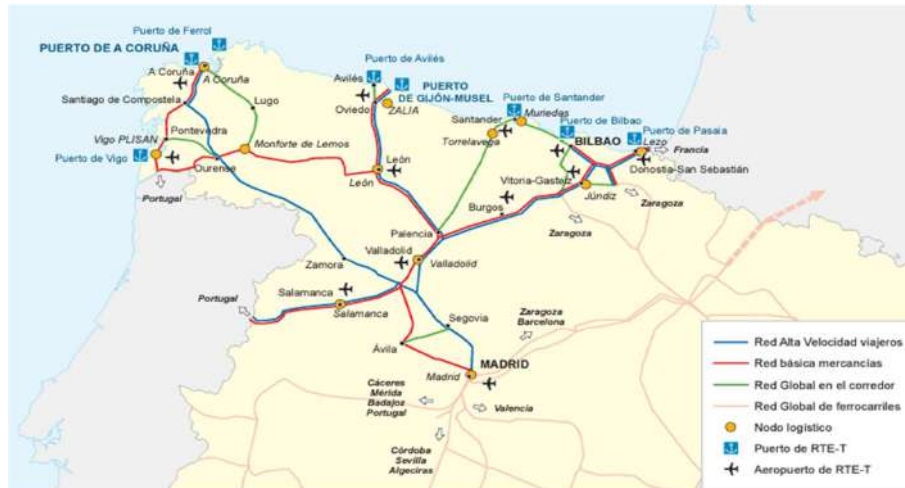 Puerto de Ferrol
PUERTO DE A CORUÑA
A Coruña
A Coruña
Santiago de Compostela
Lugo
Pontevedra
Vigo PLISAN
Monforte de Lemos
Puerto de Vigo
Ourense
Portugal
Puerto de Avilés
Avilés
PUERTO
DE GIJÓN-MUSEL
Oviedo
ZALIA
León
León
Puerto de Santander
Santander
Muriedas
Torrelavega
Puerto de Bilbao
BILBAO
Puerto de Pasaia
Lezo
Francia
Donostia-San Sebastián
Vitoria-Gasteiz
Júndiz
Zaragoza
Zaragoza
Burgos
Palencia
Valladolid
Valladolid
Zamora
Portugal
Salamanca
Salamanca
Segovia
Ávila
Zaragoza
Barcelona
Madrid
MADRID
Cáceres
Mérida
Badajoz
Portugal
Valencia
Córdoba
Sevilla
Algeciras
Red Alta Velocidad viajeros
Red básica mercancías
Red Global en el corredor
Red Global de ferrocarriles
Nodo logístico
Puerto de RTE-T
Aeropuerto de RTE-T